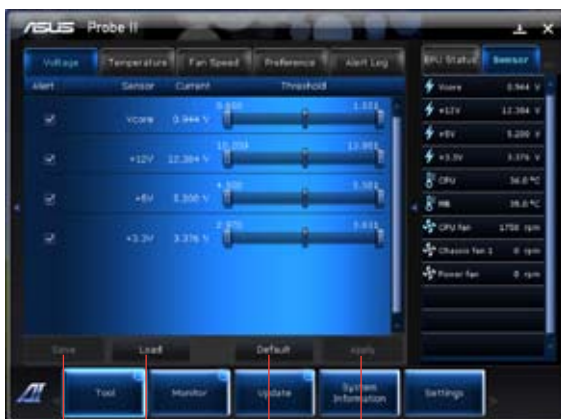 ASUS Probe II
Voltage Temperature Fan Speed Preference Alert Log
EPU Status Sensor
Alert Sensor Current Threshold
Vcore 0.944 V
+12V 12.384 V
+5V 5.200 V
+3.3V 3.376 V
Vcore 0.944 V
+12V 12.384 V
+5V 5.200 V
+3.3V 3.376 V
CPU
MB
CPU Fan 1758 rpm
Chassis Fan 1 0 rpm
Power Fan 0 rpm
Save Load Default Apply
Tool Monitor Update System Information Settings